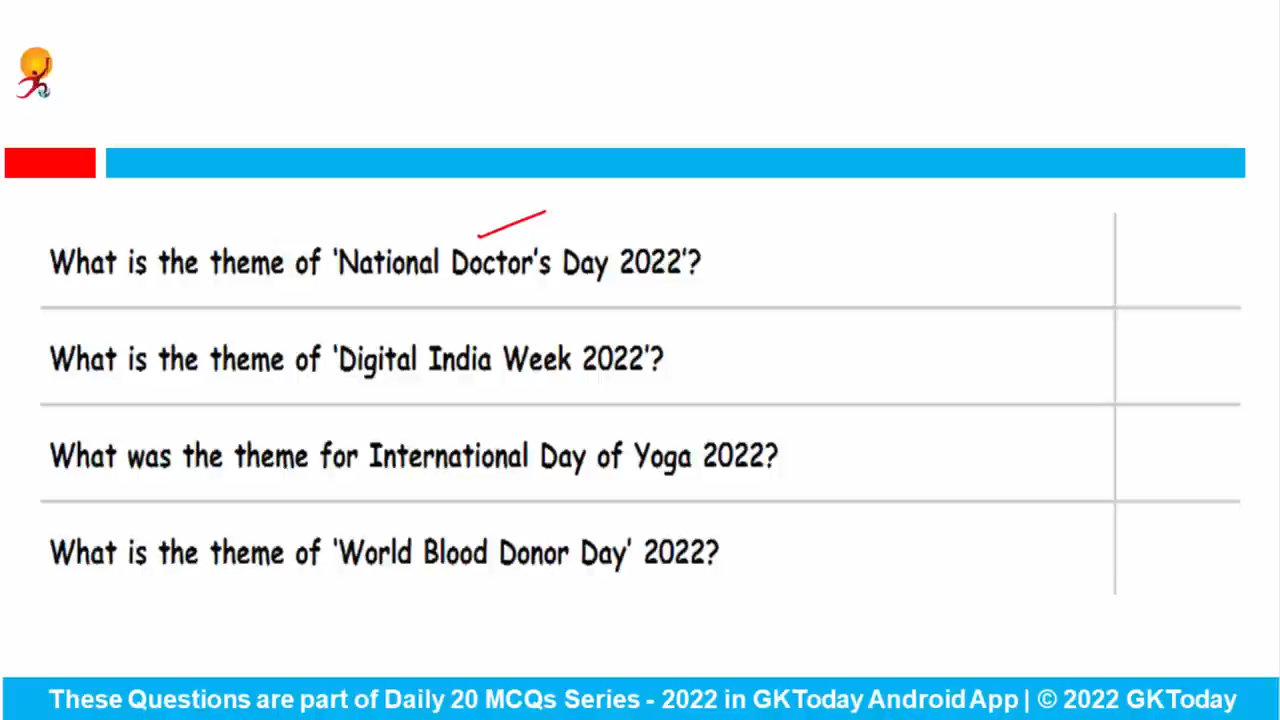 What is the theme of 'National Doctor's Day 2022'?
What is the theme of 'Digital India Week 2022'?
What was the theme for International Day of Yoga 2022?
What is the theme of 'World Blood Donor Day' 2022?
These Questions are part of Daily 20 MCQs Series - 2022 in GKToday Android App | © 2022 GKToday